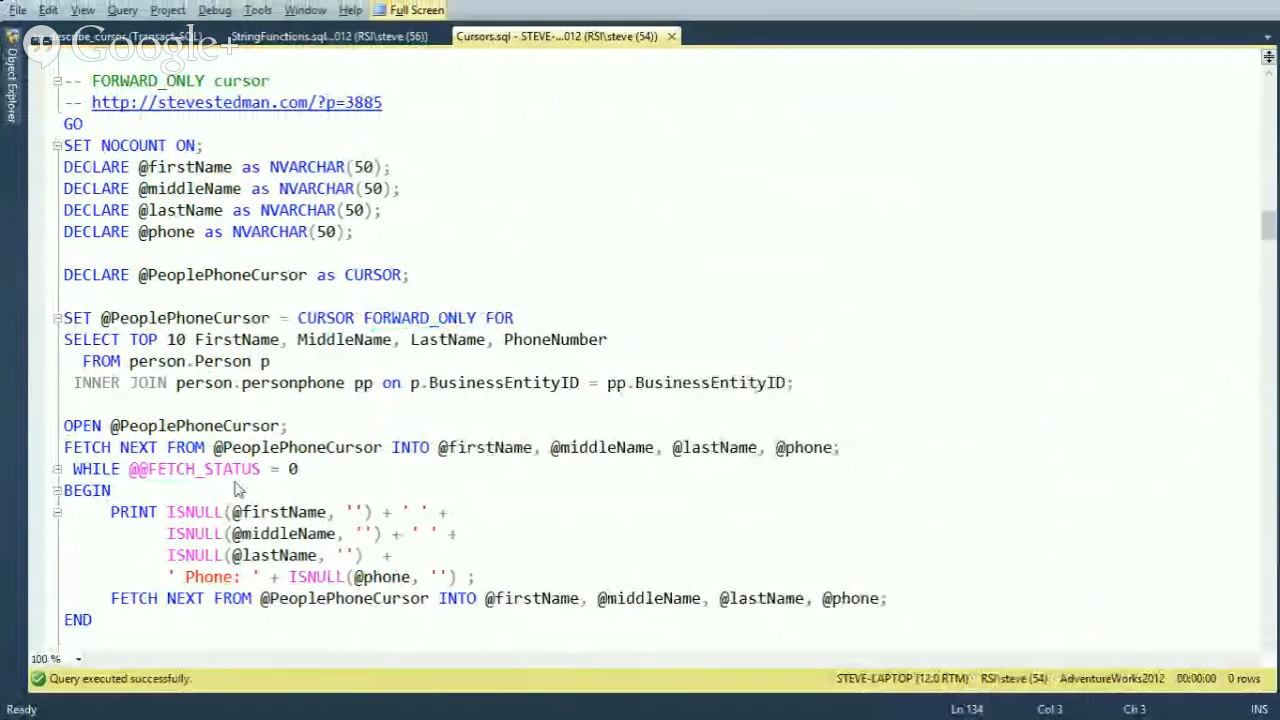 File Edit View Query Project Debug Tools Window Help Full Screen
Google+
describe_cursor (Transact-SQL) StringFunctions.sql...012 (RSI\steve (56)) Cursors.sql - STEVE-...012 (RSI\steve (54))
Object Explorer
-- FORWARD_ONLY cursor
-- http://stevestedman.com/?p=3885
GO
SET NOCOUNT ON;
DECLARE @firstName as NVARCHAR(50);
DECLARE @middleName as NVARCHAR(50);
DECLARE @lastName as NVARCHAR(50);
DECLARE @phone as NVARCHAR(50);
DECLARE @PeoplePhoneCursor as CURSOR;
SET @PeoplePhoneCursor = CURSOR FORWARD_ONLY FOR
SELECT TOP 10 FirstName, MiddleName, LastName, PhoneNumber
FROM person.Person p
INNER JOIN person.personphone pp on p.BusinessEntityID = pp.BusinessEntityID;
OPEN @PeoplePhoneCursor;
FETCH NEXT FROM @PeoplePhoneCursor INTO @firstName, @middleName, @lastName, @phone;
WHILE @@FETCH_STATUS = 0
BEGIN
PRINT ISNULL(@firstName, '') + ' ' +
ISNULL(@middleName, '') + ' ' +
ISNULL(@lastName, '') +
' Phone: ' + ISNULL(@phone, '') ;
FETCH NEXT FROM @PeoplePhoneCursor INTO @firstName, @middleName, @lastName, @phone;
END
100 %
Query executed successfully. STEVE-LAPTOP (12.0 RTM) RSI\steve (54) AdventureWorks2012 00:00:00 0 rows
Ready Ln 134 Col 3 Ch 3 INS